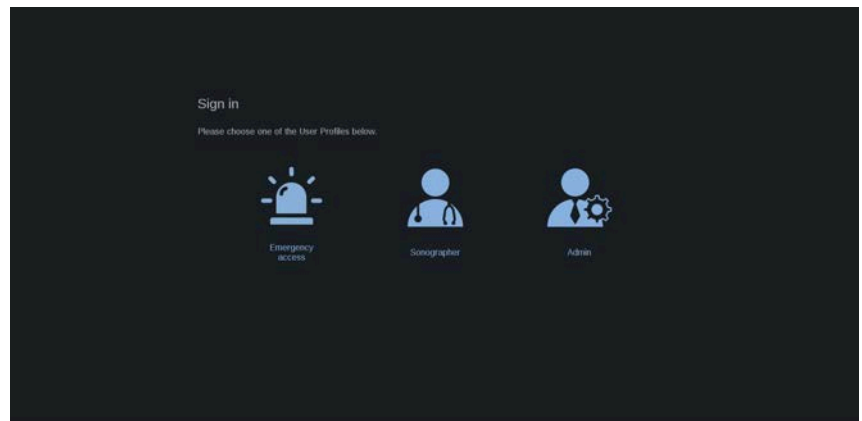 Sign in
Please choose one of the User Profiles below.
Emergency
access
Sonographer
Admin